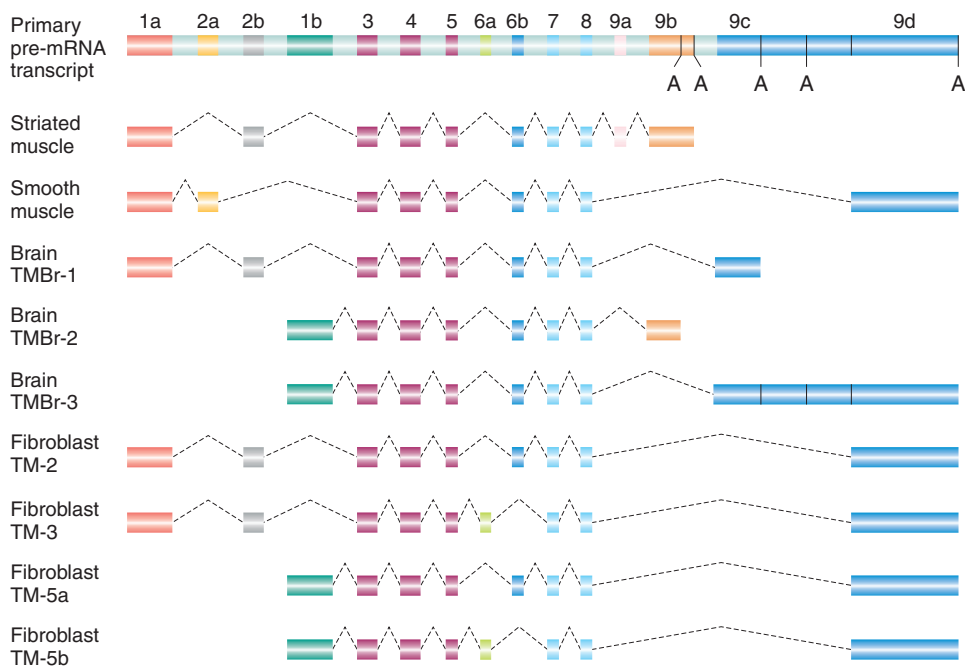 Primary
pre-mRNA
transcript
1a 2a 2b 1b 3 4 5 6a 6b 7 8 9a 9b 9c 9d
A A A A A
Striated
muscle
Smooth
muscle
Brain
TMBr-1
Brain
TMBr-2
Brain
TMBr-3
Fibroblast
TM-2
Fibroblast
TM-3
Fibroblast
TM-5a
Fibroblast
TM-5b